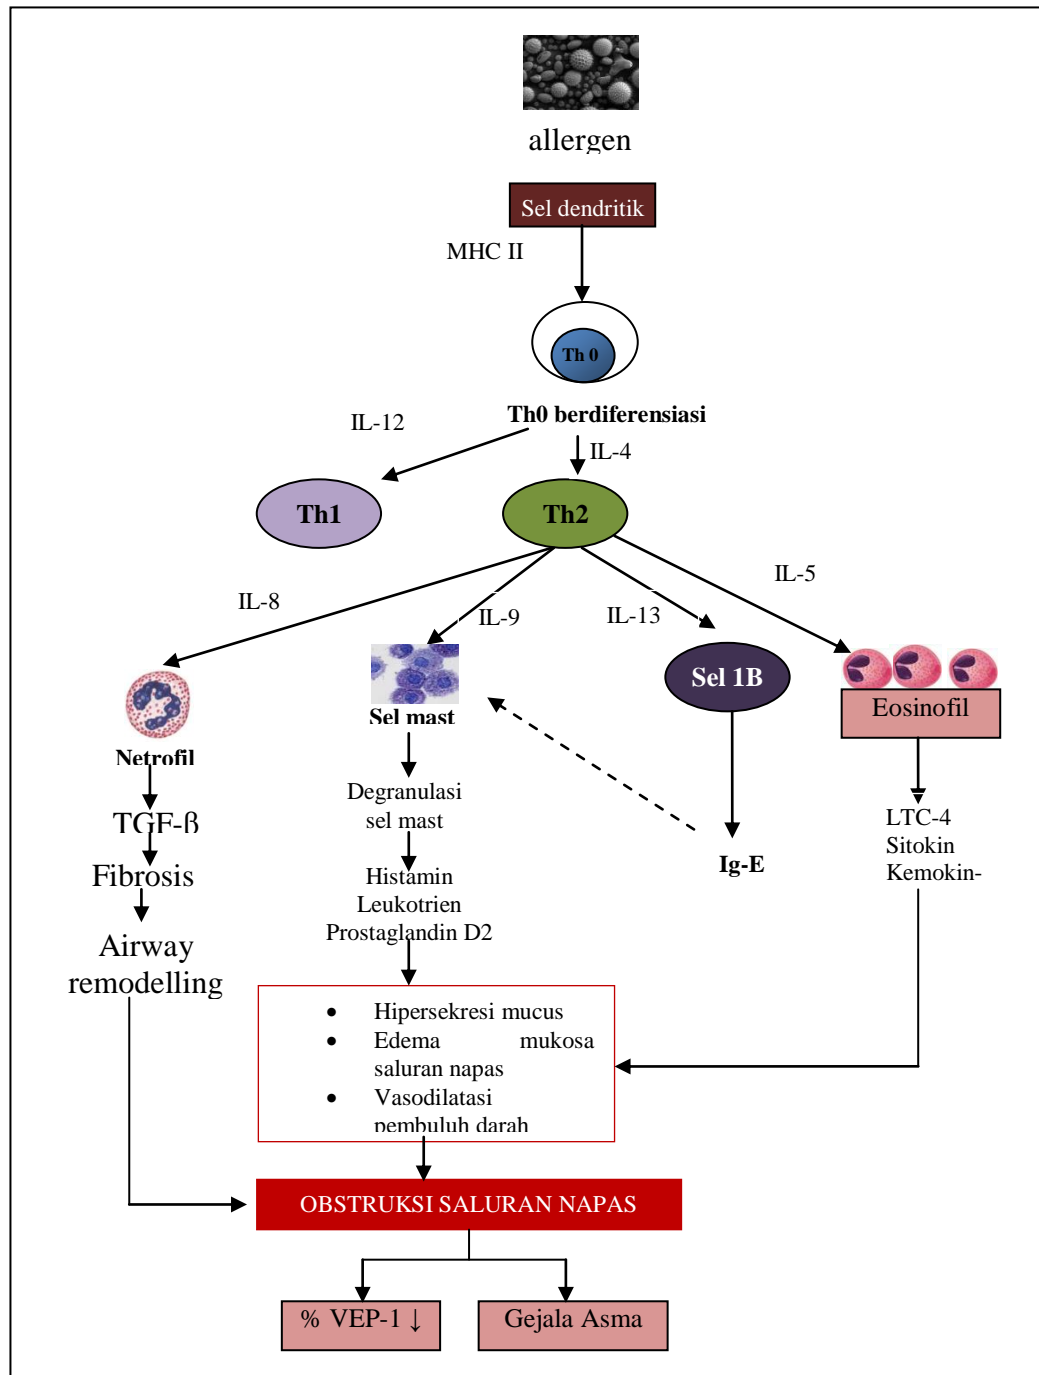 allergen
Sel dendritik
MHC II
Th 0
Th0 berdiferensiasi
IL-12
IL-4
Th1
Th2
IL-5
IL-8
IL-9
IL-13
Sel 1B
Eosinofil
Netrofil
Sel mast
TGF-β
Degranulasi
sel mast
LTC-4
Sitokin
Kemokin-
Ig-E
Fibrosis
Histamin
Leukotrien
Prostaglandin D2
Airway
remodelling
• Hipersekresi mucus
• Edema mukosa
saluran napas
• Vasodilatasi
pembuluh darah
OBSTRUKSI SALURAN NAPAS
% VEP-1 ↓
Gejala Asma